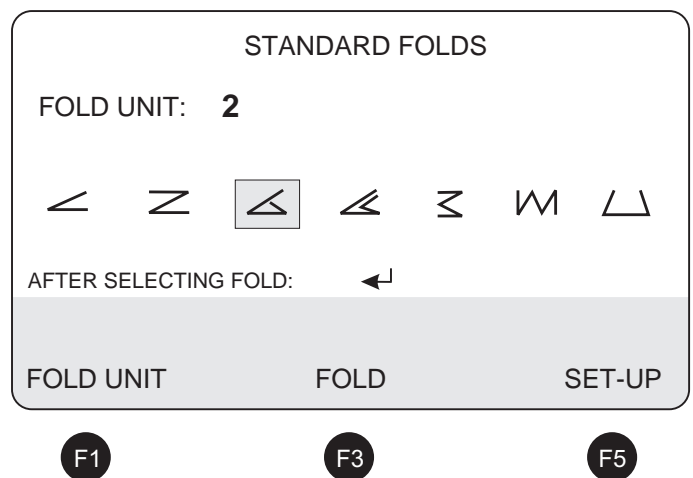 STANDARD FOLDS
FOLD UNIT: 2
AFTER SELECTING FOLD:
FOLD UNIT FOLD SET-UP
F1 F3 F5